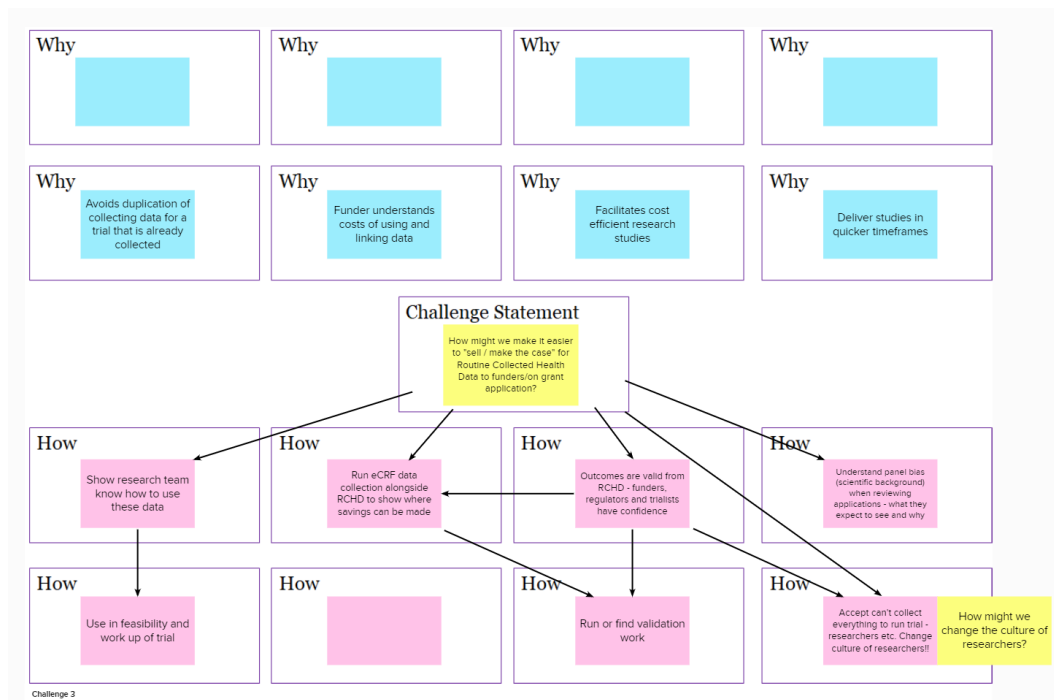 Why
Why
Why
Why
Why
Avoids duplication of
collecting data for a
trial that is already
collected
Why
Funder understands
costs of using and
linking data
Why
Facilitates cost
efficient research
studies
Why
Deliver studies in
quicker timeframes
Challenge Statement
How might we make it easier
to "sell / make the case" for
Routine Collected Health
Data to funders/on grant
application?
How
Show research team
know how to use
these data
How
Run eCRF data
collection alongside
RCHD to show where
savings can be made
How
Outcomes are valid from
RCHD - funders,
regulators and trialists
have confidence
How
Understand panel bias
(scientific background)
when reviewing
applications - what they
expect to see and why
How
Use in feasibility and
work up of trial
How
How
Run or find validation
work
How
Accept can't collect
everything to run trial -
researchers etc. Change
culture of researchers!!
How might we
change the culture of
researchers?
Challenge 3